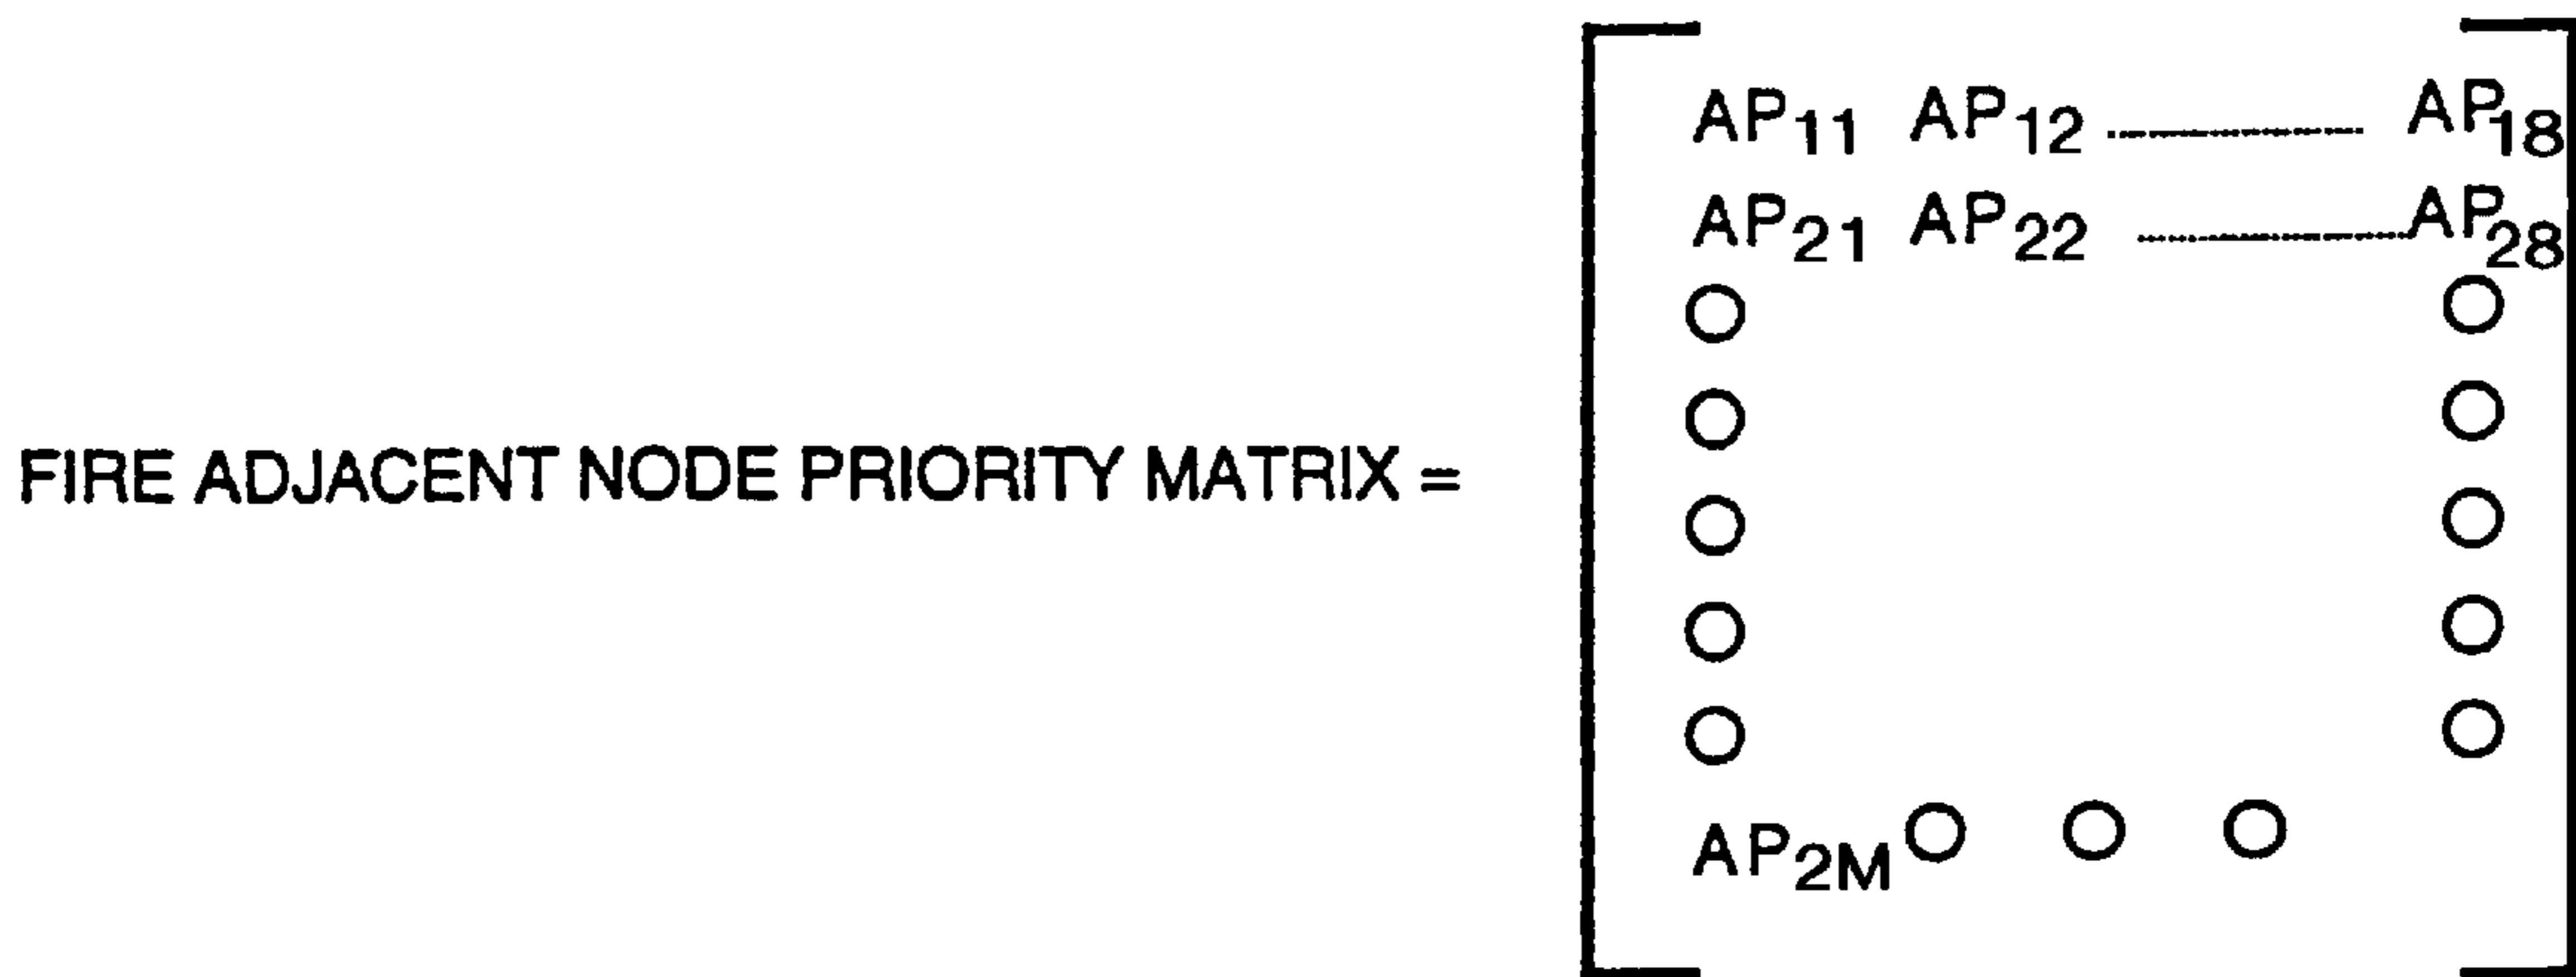 AP₁₁ AP₁₂ ............ AP₁₈
AP₂₁ AP₂₂ ............ AP₂₈
O O
O O
FIRE ADJACENT NODE PRIORITY MATRIX =
O O
O O
O O
AP₂M O O O